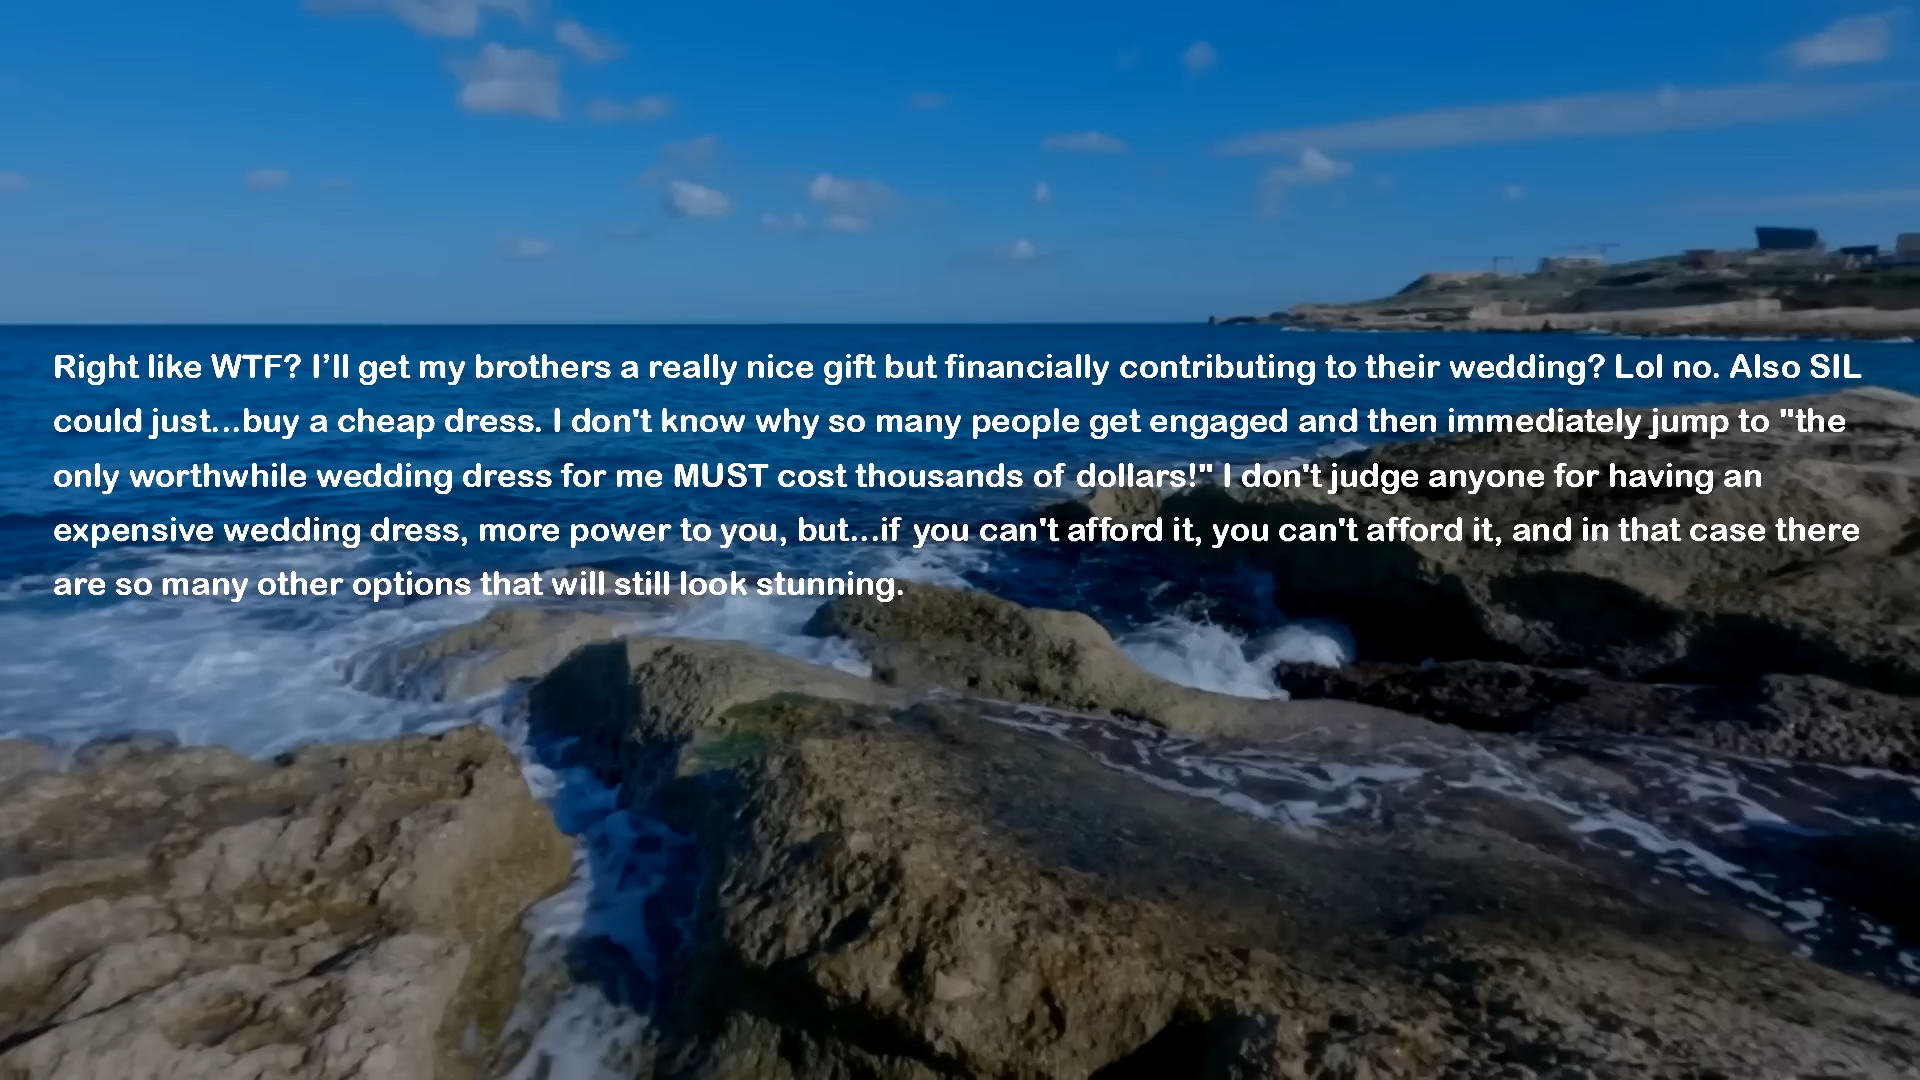 Right like WTF? I’ll get my brothers a really nice gift but financially contributing to their wedding? Lol no. Also SIL
could just...buy a cheap dress. I don't know why so many people get engaged and then immediately jump to "the
only worthwhile wedding dress for me MUST cost thousands of dollars!" I don't judge anyone for having an
expensive wedding dress, more power to you, but...if you can't afford it, you can't afford it, and in that case there
are so many other options that will still look stunning.